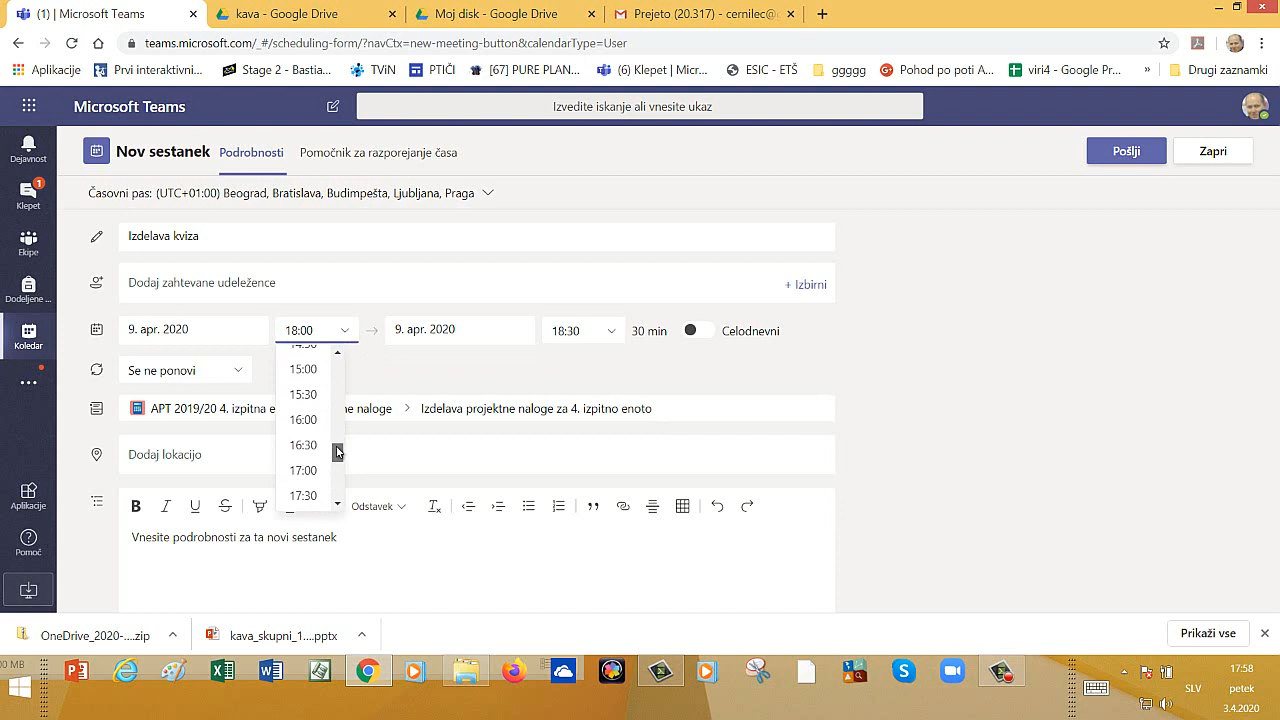 (1) Microsoft Teams
kava - Google Drive
Moj disk - Google Drive
Prejeto (20.317) - cernilec@
teams.microsoft.com/_#/scheduling-form/?navCtx=new-meeting-button&calendarType=User
Aplikacije
Prvi interaktivni...
Stage 2 - Bastia...
TViN
PTIČI
[67] PURE PLAN...
(6) Klepet | Micr...
ESIC - ETŠ
ggggg
Pohod po poti A...
viri4 - Google Pr...
»
Drugi zaznamki
Microsoft Teams
Izvedite iskanje ali vnesite ukaz
Dejavnost
1
Klepet
Ekipe
Dodeljene ...
Koledar
Aplikacije
Pomoč
Nov sestanek
Podrobnosti
Pomočnik za razporejanje časa
Pošlji
Zapri
Časovni pas: (UTC+01:00) Beograd, Bratislava, Budimpešta, Ljubljana, Praga
Izdelava kviza
Dodaj zahtevane udeležence
+ Izbirni
9. apr. 2020
18:00
9. apr. 2020
18:30
30 min
Celodnevni
14:30
15:00
15:30
16:00
16:30
17:00
17:30
Se ne ponovi
APT 2019/20 4. izpitna e
ne naloge
Izdelava projektne naloge za 4. izpitno enoto
Dodaj lokacijo
B I U S
Odstavek
Vnesite podrobnosti za ta novi sestanek
OneDrive_2020-....zip
kava_skupni_1....pptx
Prikaži vse
00 MB
SLV
17:58
petek
3.4.2020